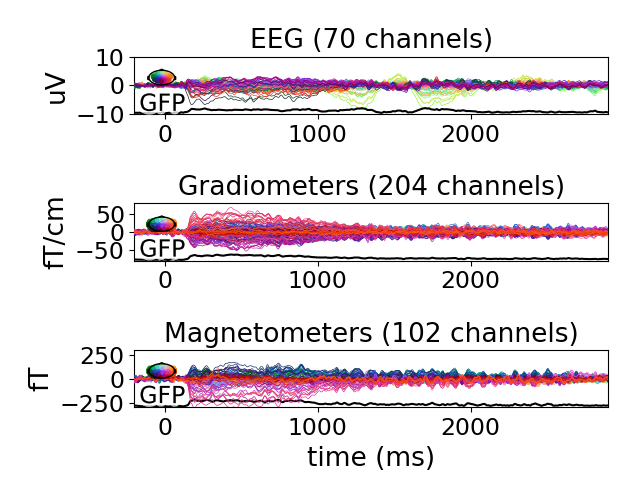 EEG (70 channels)
10
0
−10
uV
GFP
0
1000
2000
Gradiometers (204 channels)
50
0
−50
fT/cm
GFP
0
1000
2000
Magnetometers (102 channels)
250
0
−250
fT
GFP
0
1000
2000
time (ms)